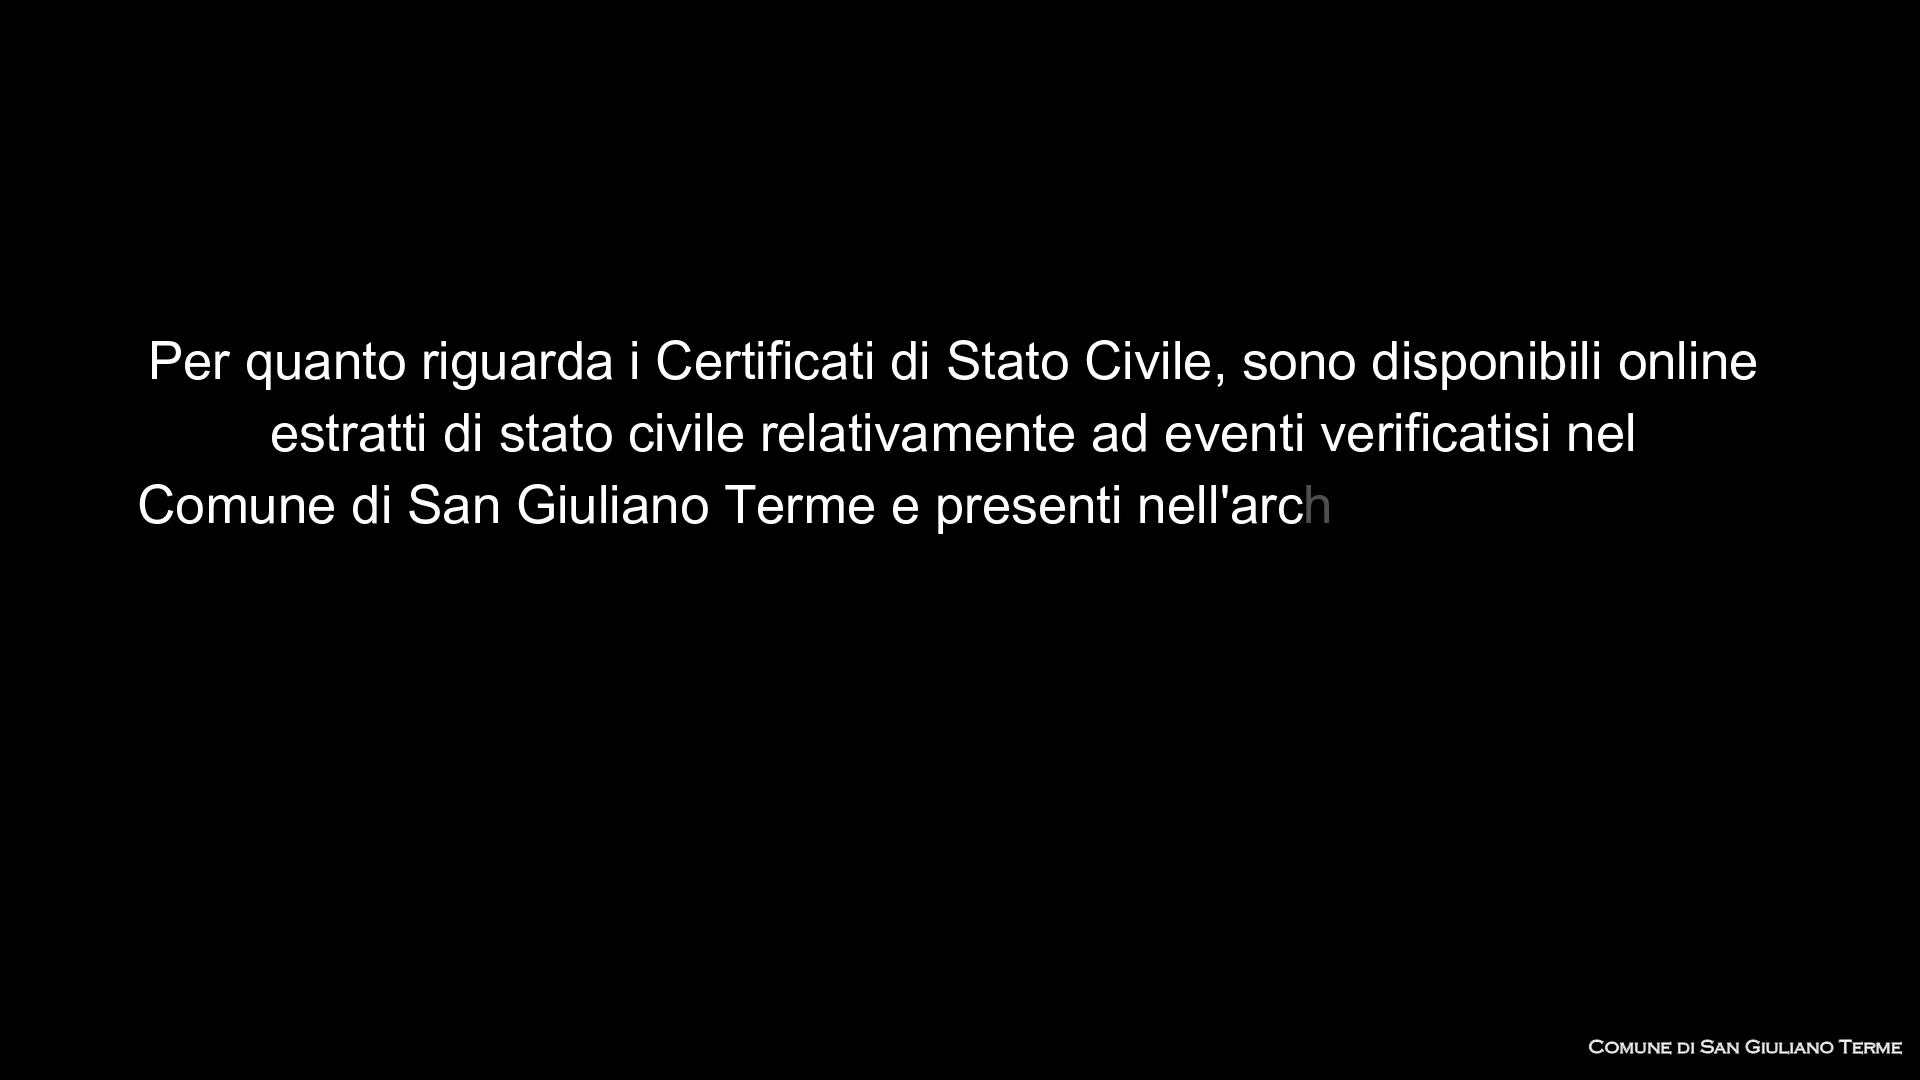 Per quanto riguarda i Certificati di Stato Civile, sono disponibili online
estratti di stato civile relativamente ad eventi verificatisi nel
Comune di San Giuliano Terme e presenti nell'arch
Comune di San Giuliano Terme